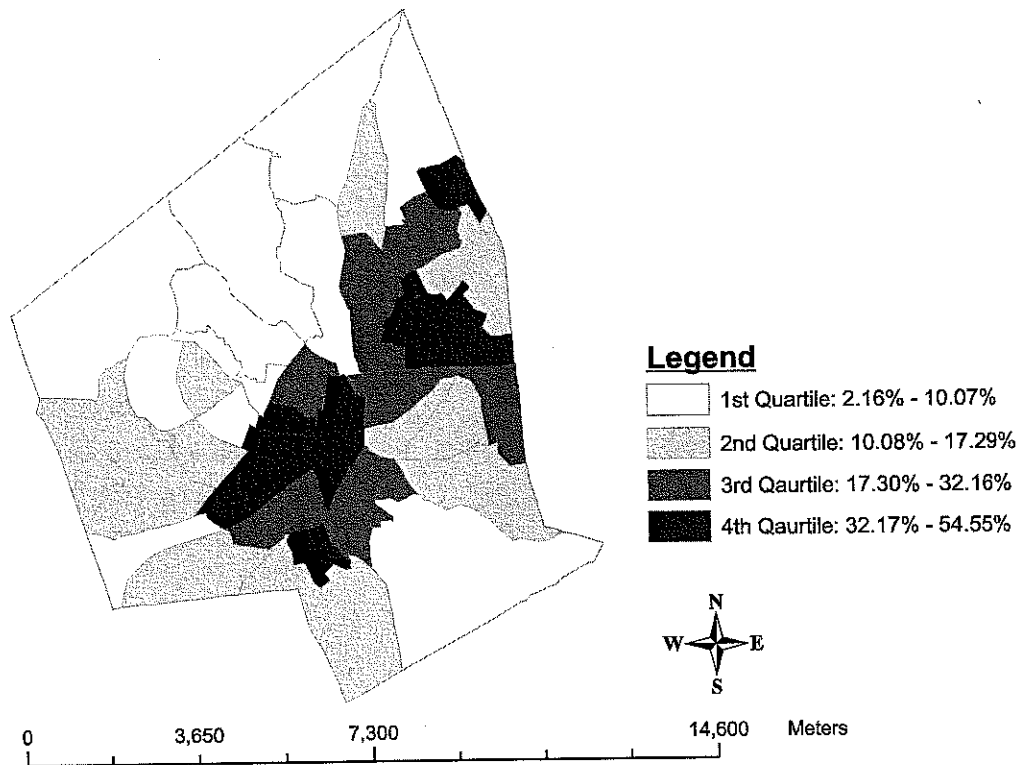 Legend
1st Quartile: 2.16% - 10.07%
2nd Quartile: 10.08% - 17.29%
3rd Qaurtile: 17.30% - 32.16%
4th Qaurtile: 32.17% - 54.55%
N
W E
S
0 3,650 7,300 14,600 Meters